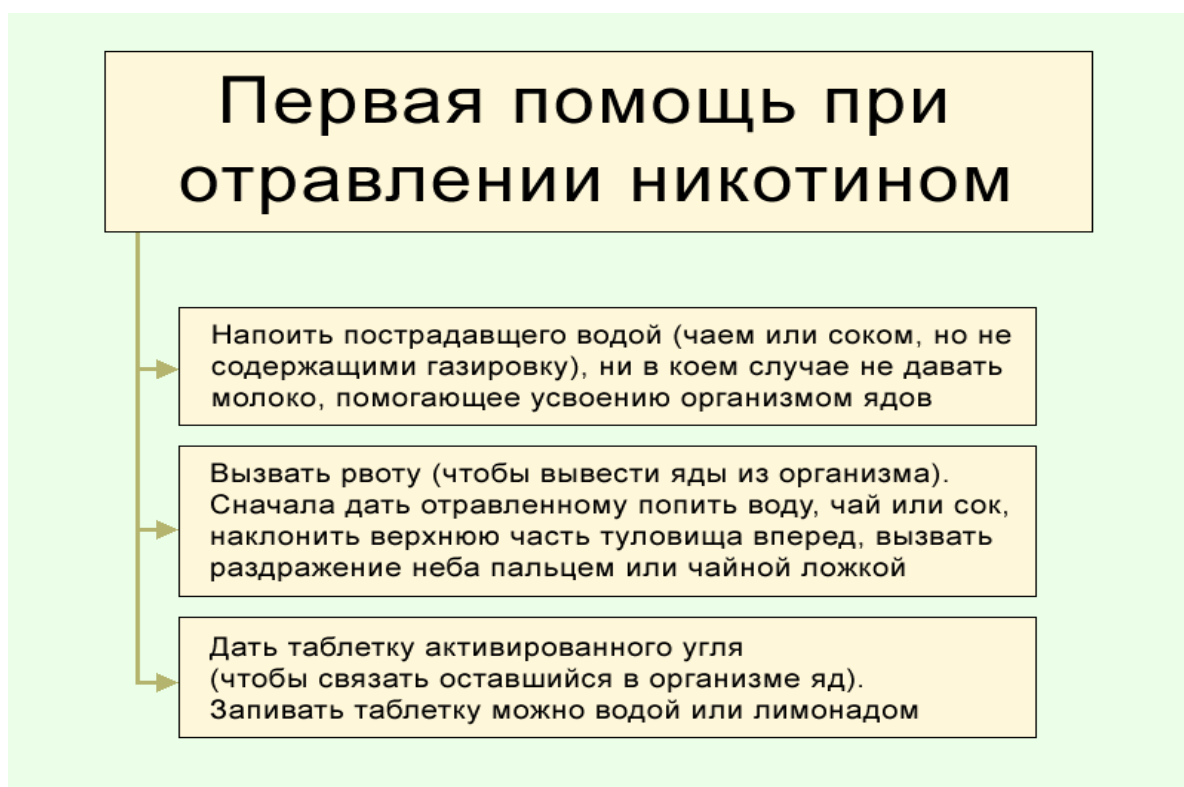 Первая помощь при
отравлении никотином
Напоить пострадавщего водой (чаем или соком, но не
содержащими газировку), ни в коем случае не давать
молоко, помогающее усвоению организмом ядов
Вызвать рвоту (чтобы вывести яды из организма).
Сначала дать отравленному попить воду, чай или сок,
наклонить верхнюю часть туловища вперед, вызвать
раздражение неба пальцем или чайной ложкой
Дать таблетку активированного угля
(чтобы связать оставшийся в организме яд).
Запивать таблетку можно водой или лимонадом